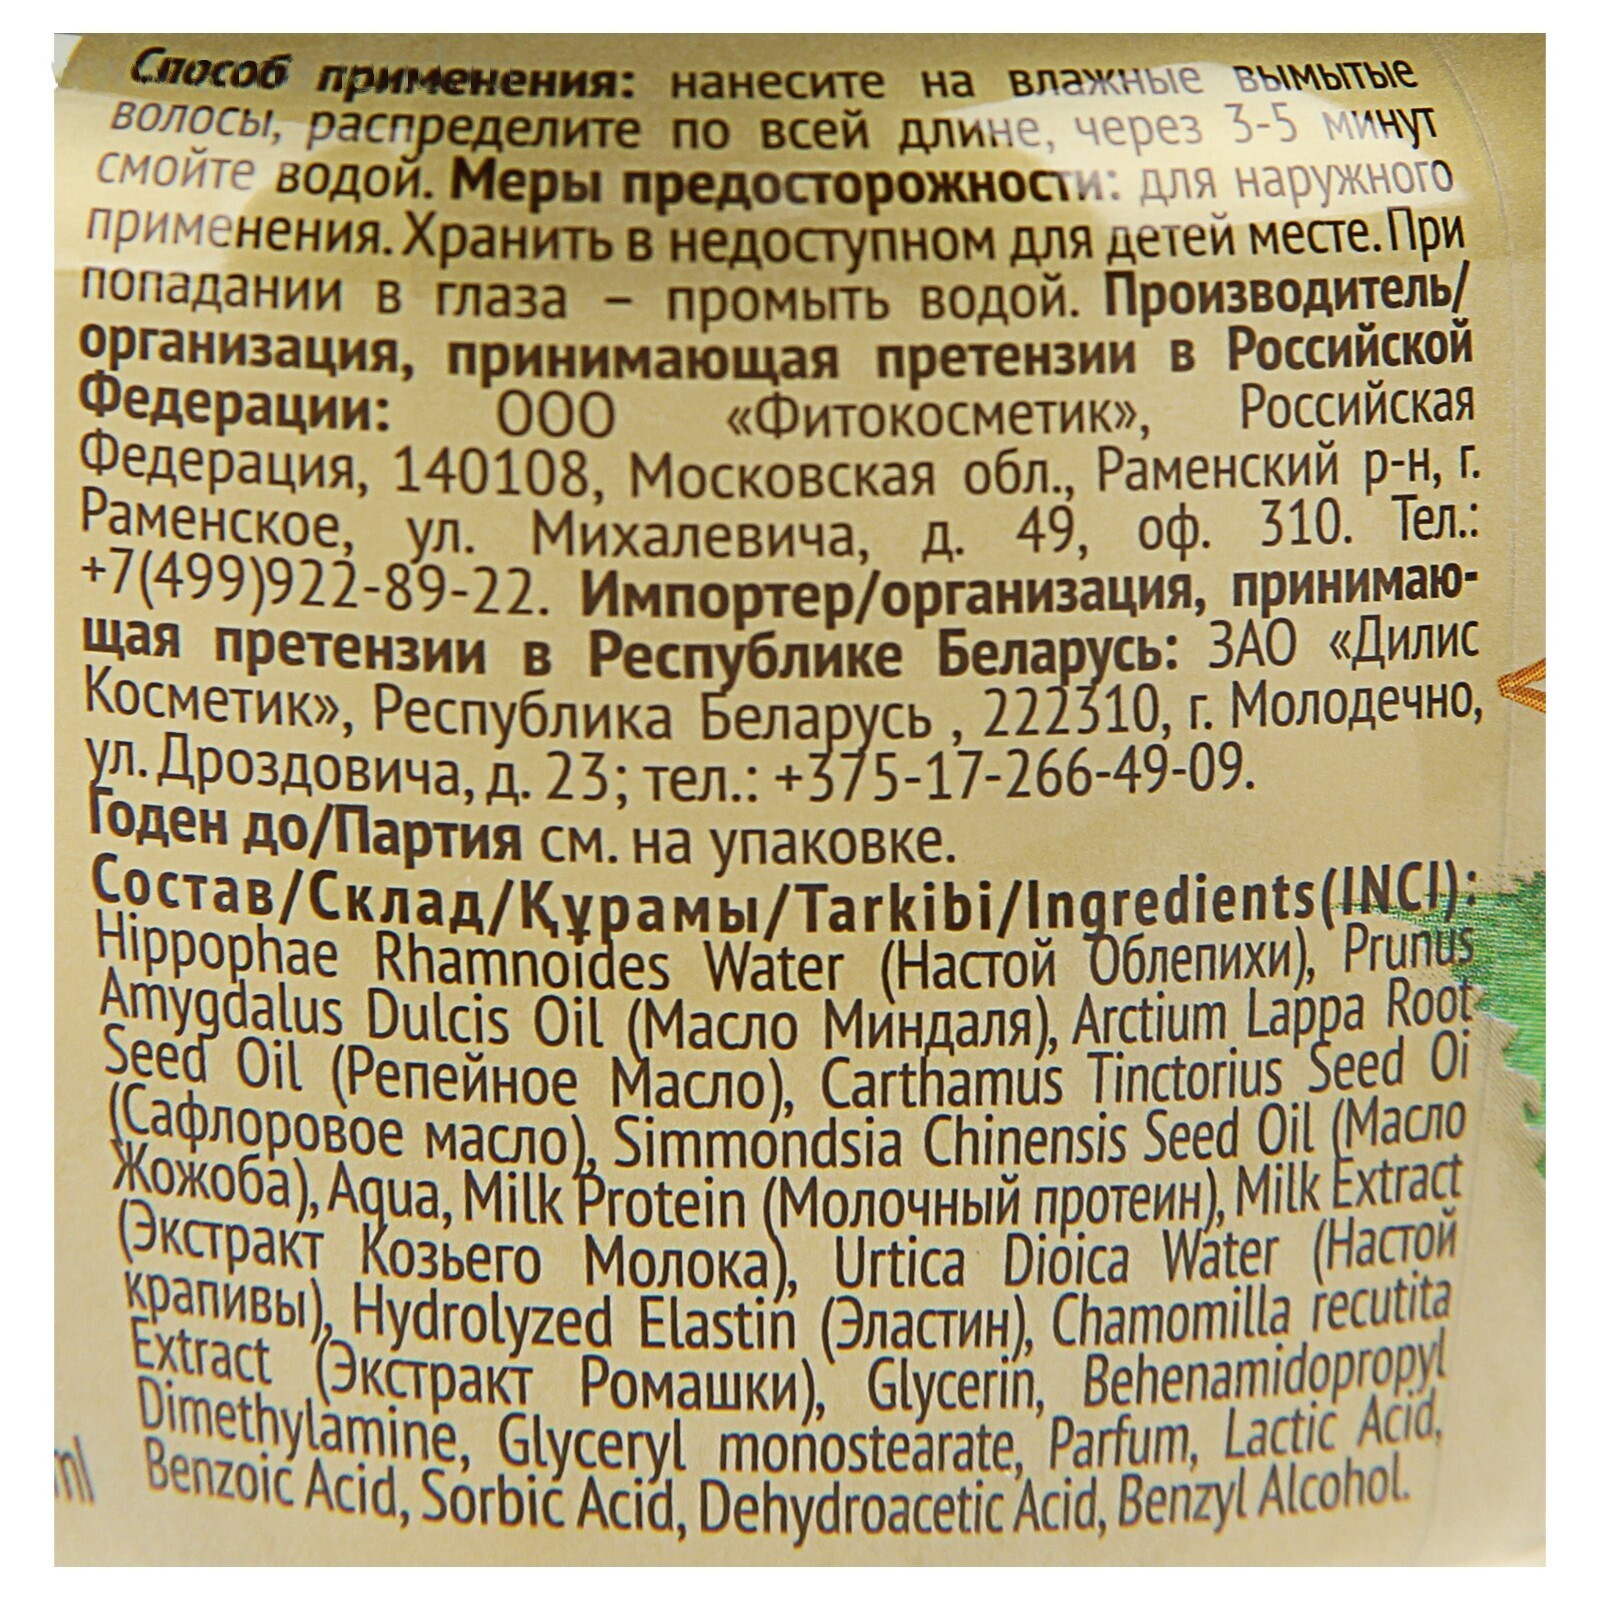 Способ применения: нанесите на влажные вымытые
волосы, распределите по всей длине, через 3-5 минут
смойте водой. Меры предосторожности: для наружного
применения. Хранить в недоступном для детей месте. При
попадании в глаза – промыть водой. Производитель/
организация, принимающая претензии в Российской
Федерации: ООО «Фитокосметик», Российская
Федерация, 140108, Московская обл., Раменский р-н, г.
Раменское, ул. Михалевича, д. 49, оф. 310. Тел.:
+7(499)922-89-22. Импортер/организация, принимаю-
щая претензии в Республике Беларусь: ЗАО «Дилис
Косметик», Республика Беларусь , 222310, г. Молодечно,
ул. Дроздовича, д. 23; тел.: +375-17-266-49-09.
Годен до/Партия см. на упаковке.
Состав/Склад/Құрамы/Tarkibi/Ingredients(INCI):
Hippophae Rhamnoides Water (Настой Облепихи), Prunus
Amygdalus Dulcis Oil (Масло Миндаля), Arctium Lappa Root
Seed Oil (Репейное Масло), Carthamus Tinctorius Seed Oi
(Сафлоровое масло), Simmondsia Chinensis Seed Oil (Масло
Жожоба), Aqua, Milk Protein (Молочный протеин), Milk Extract
(Экстракт Козьего Молока), Urtica Dioica Water (Настой
крапивы), Hydrolyzed Elastin (Эластин), Chamomilla recutita
Extract (Экстракт Ромашки), Glycerin, Behenamidopropyl
Dimethylamine, Glyceryl monostearate, Parfum, Lactic Acid,
Benzoic Acid, Sorbic Acid, Dehydroacetic Acid, Benzyl Alcohol.
ml